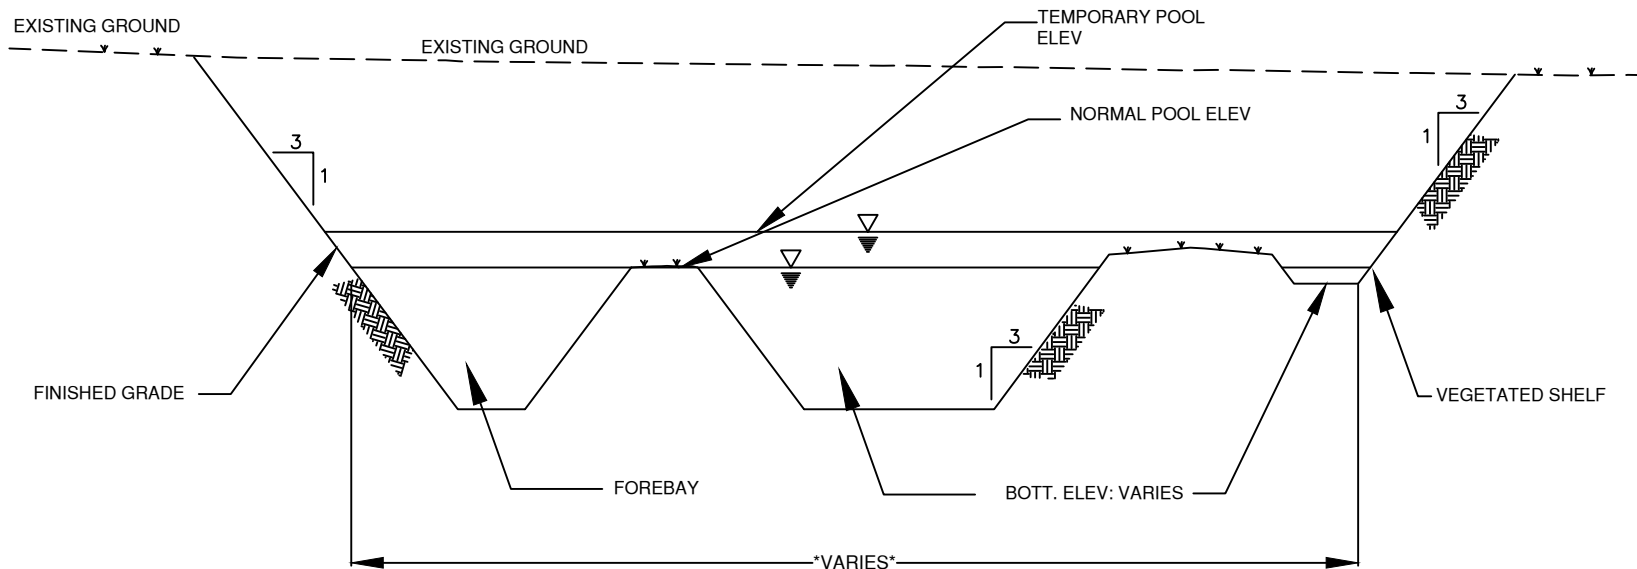 EXISTING GROUND
TEMPORARY POOL
ELEV
EXISTING GROUND
3
1
NORMAL POOL ELEV
3
1
3
1
FINISHED GRADE
VEGETATED SHELF
FOREBAY
BOTT. ELEV: VARIES
*VARIES*